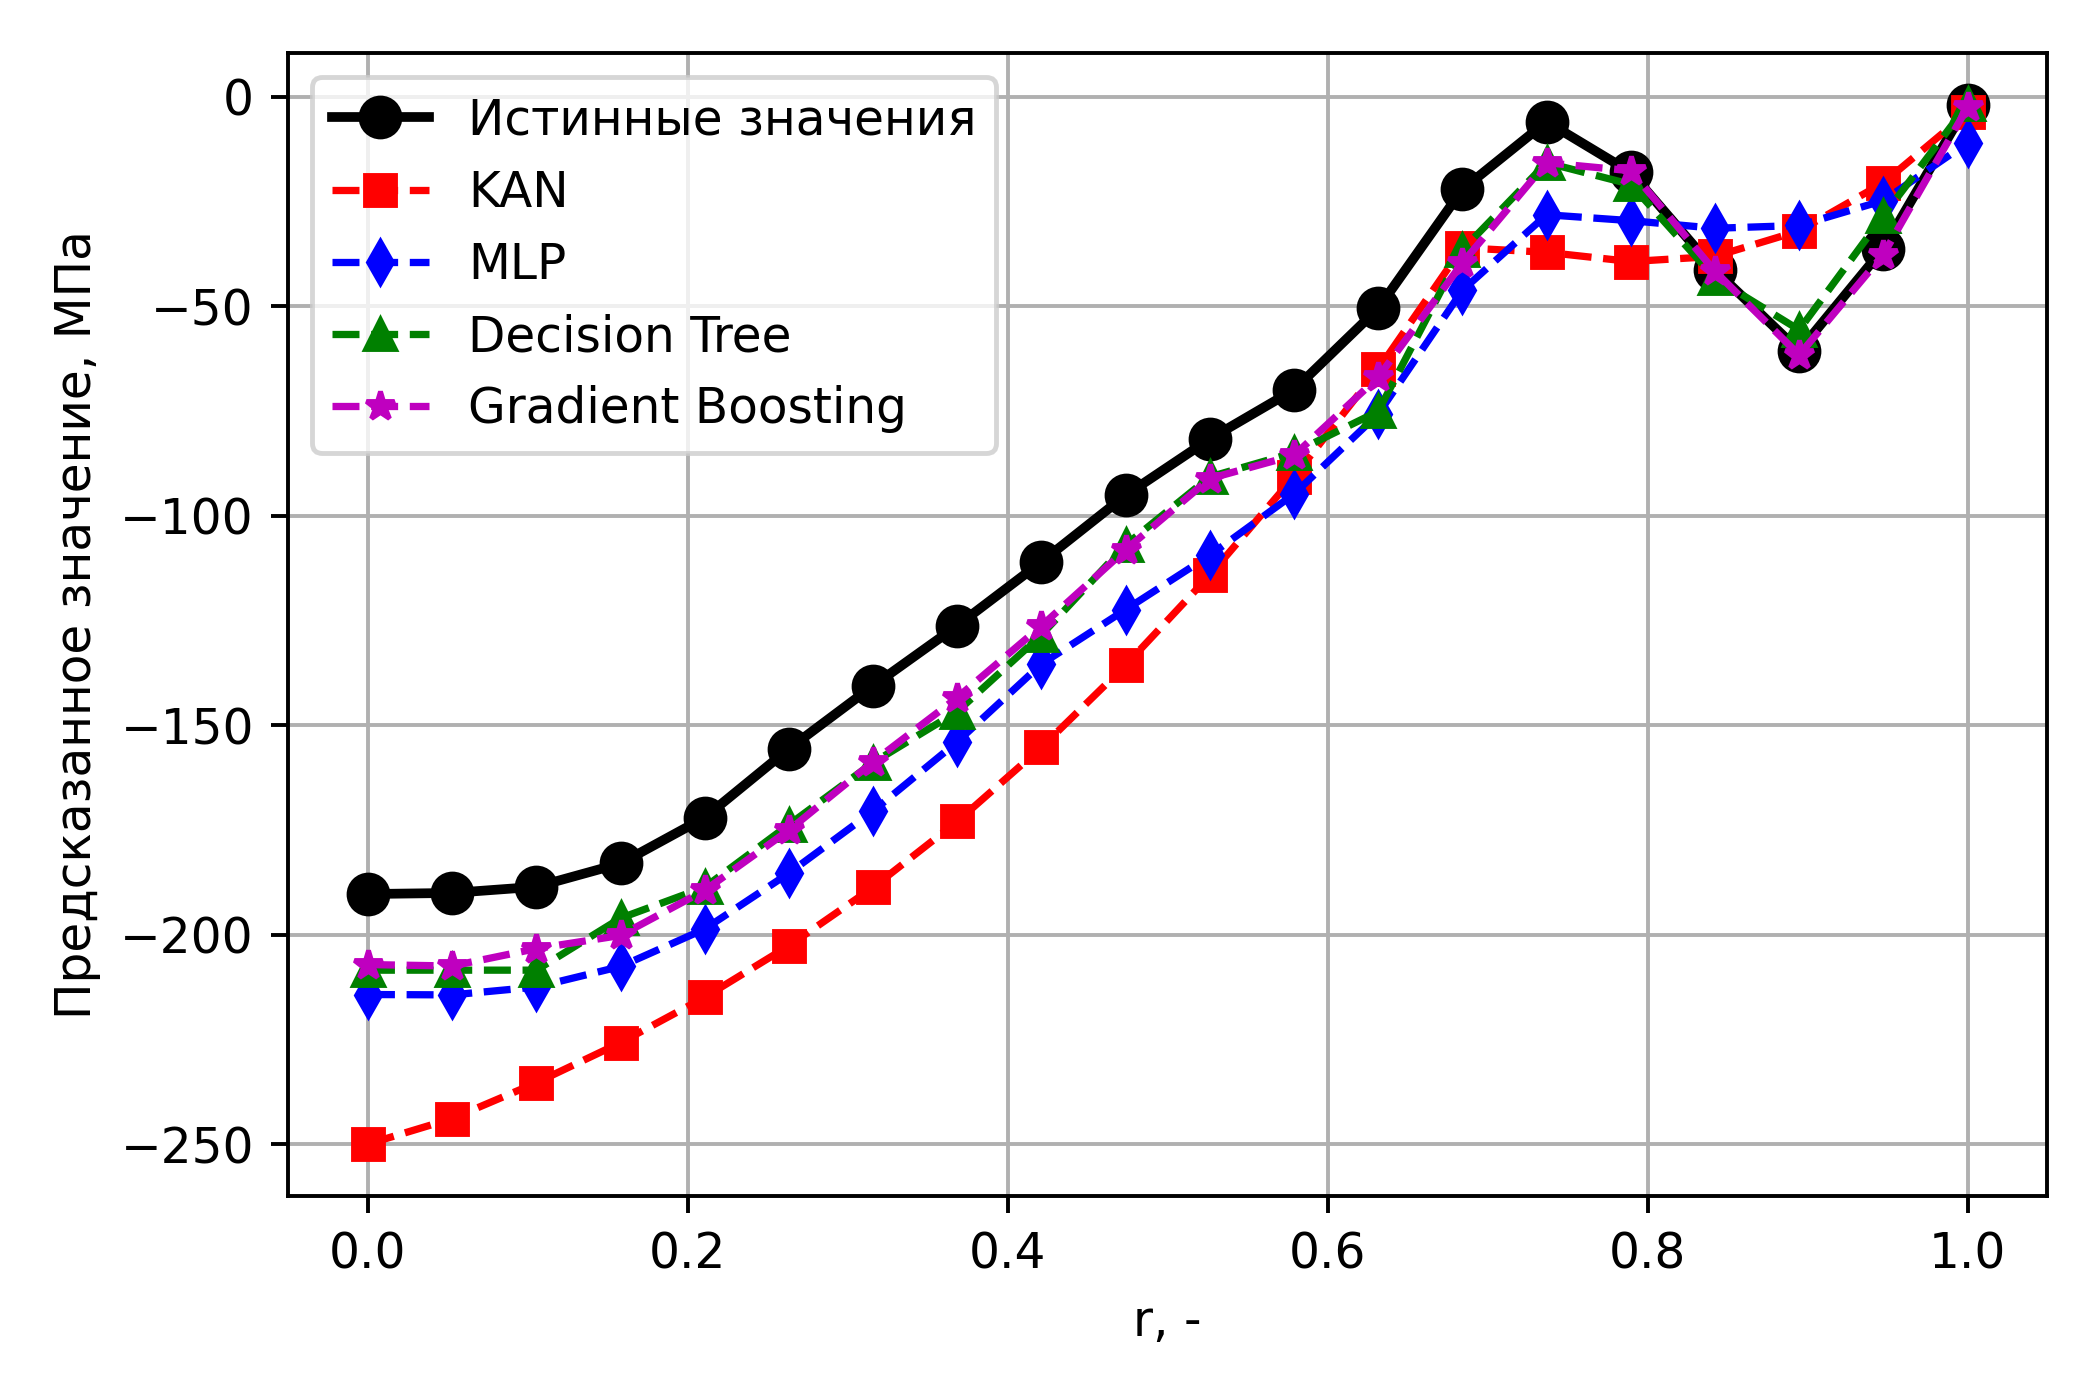 Истинные значения
KAN
MLP
Decision Tree
Gradient Boosting
Предсказанное значение, МПа
0
−50
−100
−150
−200
−250
0.0 0.2 0.4 0.6 0.8 1.0
r, -